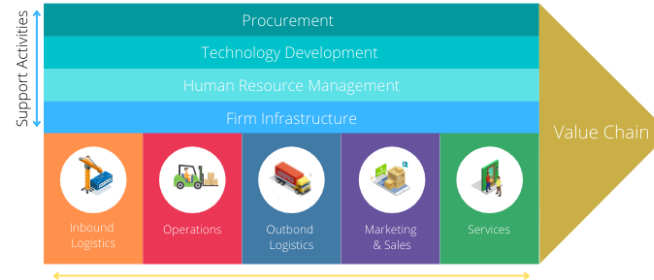 Support Activities
Procurement
Technology Development
Human Resource Management
Firm Infrastructure
Value Chain
Inbound
Logistics
Operations
Outbond
Logistics
Marketing
& Sales
Services